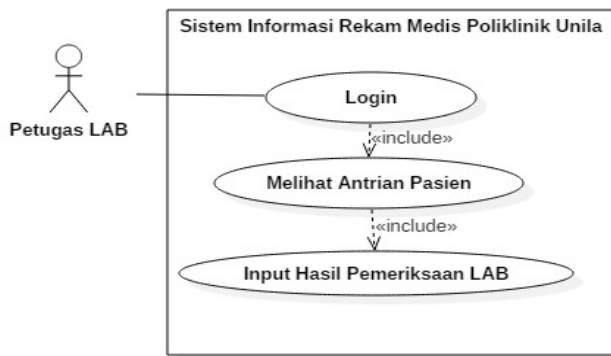 Sistem Informasi Rekam Medis Poliklinik Unila
Petugas LAB
Login
«include»
Melihat Antrian Pasien
«include»
Input Hasil Pemeriksaan LAB